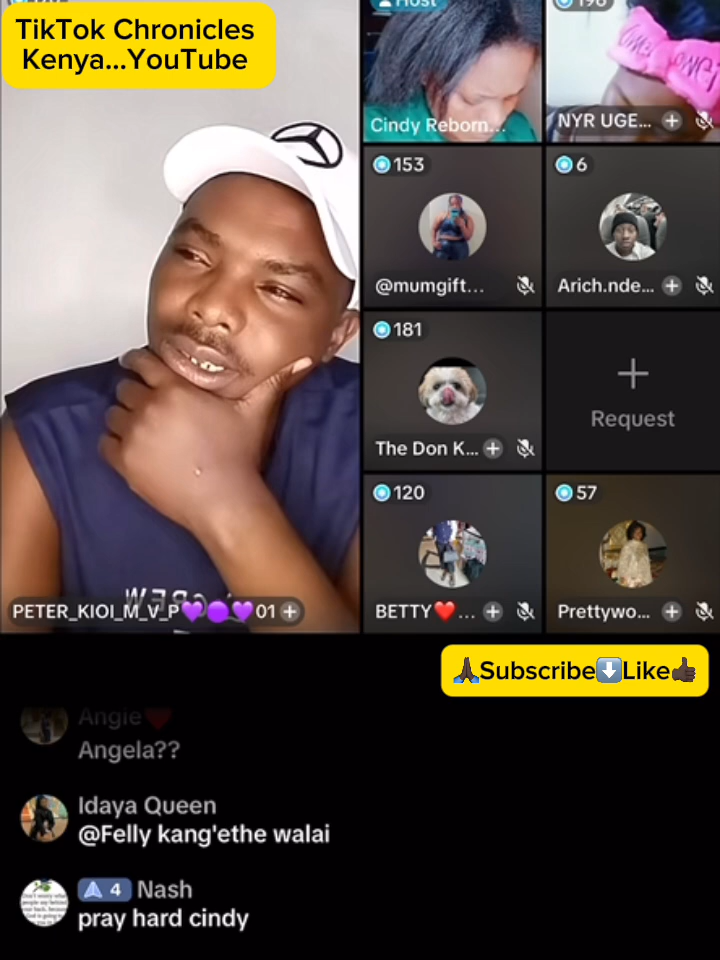 TikTok Chronicles
Kenya...YouTube
Host
Cindy Reborn...
196
NYR UGE...
153
@mumgift...
6
Arich.nde...
181
The Don K...
Request
120
BETTY❤️...
57
Prettywo...
PETER_KIOI_M_V_P💜🟣💜01
🙏🏿Subscribe⬇️Like👍🏿
Angie❤️
Angela??
Idaya Queen
@Felly kang'ethe walai
4 Nash
pray hard cindy